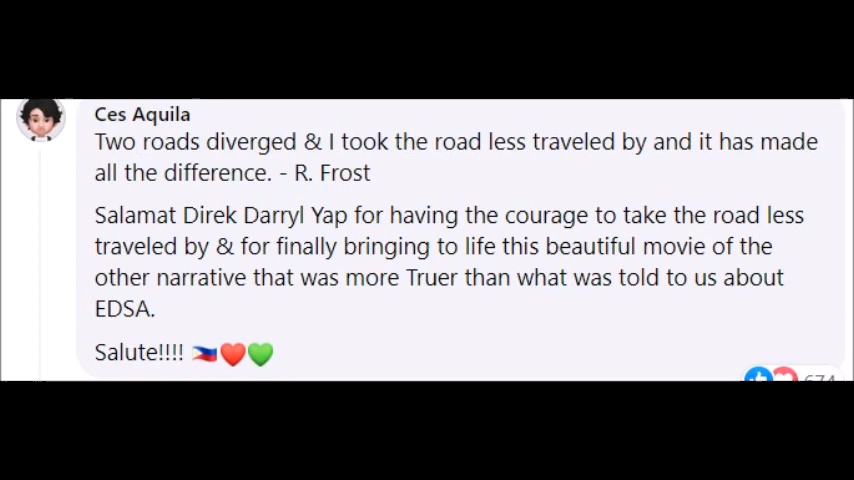 Ces Aquila
Two roads diverged & I took the road less traveled by and it has made
all the difference. - R. Frost
Salamat Direk Darryl Yap for having the courage to take the road less
traveled by & for finally bringing to life this beautiful movie of the
other narrative that was more Truer than what was told to us about
EDSA.
Salute!!!! 🇵🇭❤️💚